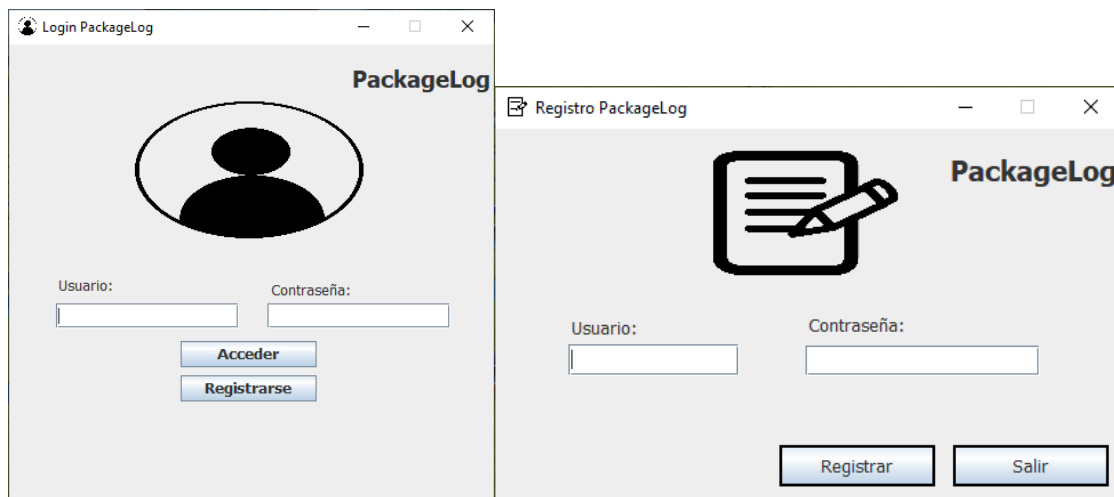 Login PackageLog
PackageLog
Usuario:
Contraseña:
Acceder
Registrarse
Registro PackageLog
PackageLog
Usuario:
Contraseña:
Registrar
Salir